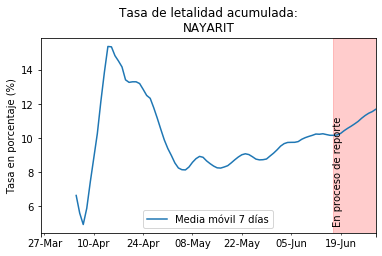 Tasa de letalidad acumulada:
NAYARIT
Tasa en porcentaje (%)
14
12
10
8
6
En proceso de reporte
Media móvil 7 días
27-Mar 10-Apr 24-Apr 08-May 22-May 05-Jun 19-Jun